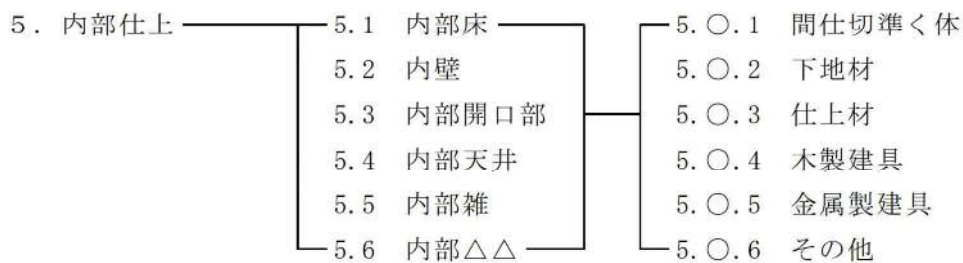 5．内部仕上 5.1 内部床 5.○.1 間仕切準く体
5.2 内壁 5.○.2 下地材
5.3 内部開口部 5.○.3 仕上材
5.4 内部天井 5.○.4 木製建具
5.5 内部雑 5.○.5 金属製建具
5.6 内部△△ 5.○.6 その他